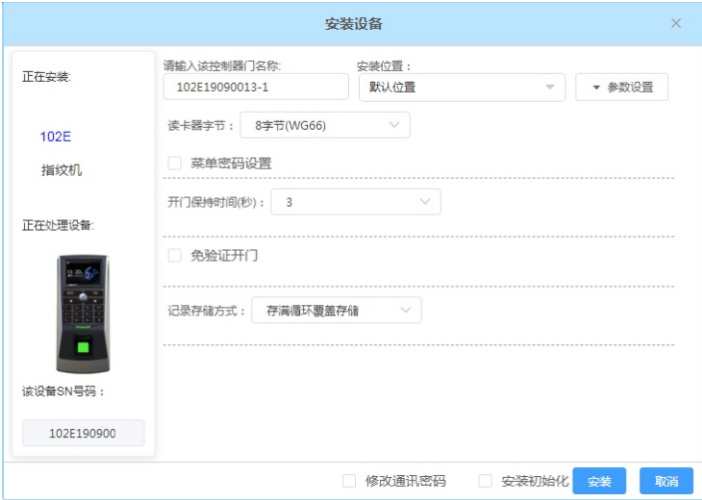 安装设备
正在安装:
102E
指纹机
正在处理设备:
该设备SN号码：
102E190900
请输入该控制器门名称:
安装位置：
102E19090013-1
默认位置
参数设置
读卡器字节： 8字节(WG66)
菜单密码设置
开门保持时间(秒)： 3
免验证开门
记录存储方式： 存满循环覆盖存储
修改通讯密码
安装初始化
安装
取消